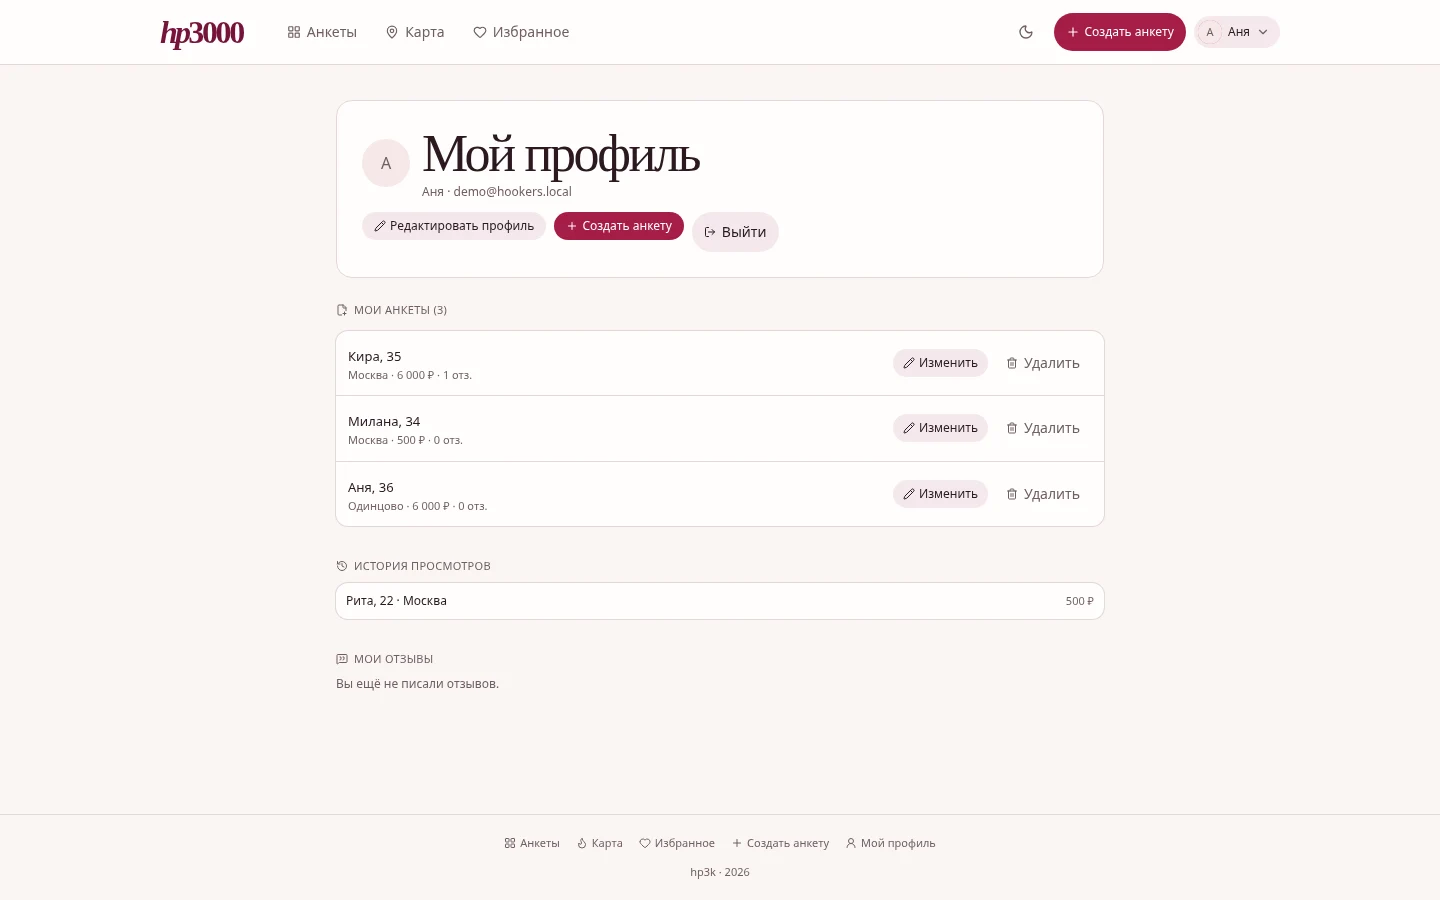 hp3000
Анкеты
Карта
Избранное
Создать анкету
А
Аня
А
Мой профиль
Аня · demo@hookers.local
Редактировать профиль
Создать анкету
Выйти
МОИ АНКЕТЫ (3)
Кира, 35
Москва · 6 000 ₽ · 1 отз.
Изменить
Удалить
Милана, 34
Москва · 500 ₽ · 0 отз.
Изменить
Удалить
Аня, 36
Одинцово · 6 000 ₽ · 0 отз.
Изменить
Удалить
ИСТОРИЯ ПРОСМОТРОВ
Рита, 22 · Москва
500 ₽
МОИ ОТЗЫВЫ
Вы ещё не писали отзывов.
Анкеты
Карта
Избранное
Создать анкету
Мой профиль
hp3k · 2026